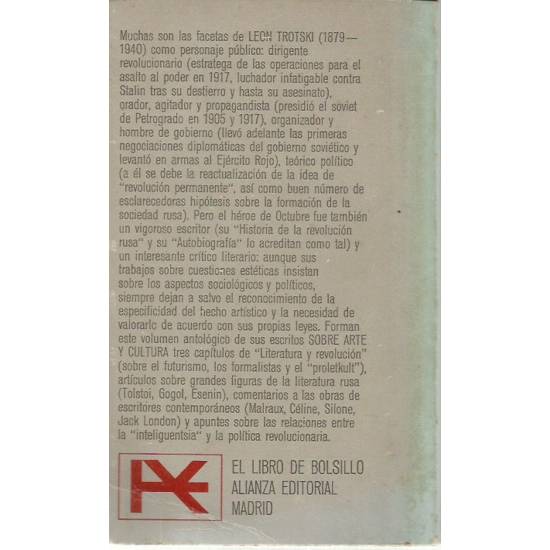 Muchas son las facetas de LEON TROTSKI (1879—
1940) como personaje público: dirigente
revolucionario (estratega de las operaciones para el
asalto al poder en 1917, luchador infatigable contra
Stalin tras su destierro y hasta su asesinato),
orador, agitador y propagandista (presidió el soviet
de Petrogrado en 1905 y 1917), organizador y
hombre de gobierno (llevó adelante las primeras
negociaciones diplomáticas del gobierno soviético y
levantó en armas al Ejército Rojo), teórico político
(a él se debe la reactualización de la idea de
"revolución permanente", así como buen número de
esclarecedoras hipótesis sobre la formación de la
sociedad rusa). Pero el héroe de Octubre fue también
un vigoroso escritor (su "Historia de la revolución
rusa" y su "Autobiografía" lo acreditan como tal) y
un interesante crítico literario: aunque sus
trabajos sobre cuestiones estéticas insistan
sobre los aspectos sociológicos y políticos,
siempre dejan a salvo el reconocimiento de la
especificidad del hecho artístico y la necesidad de
valorarlo de acuerdo con sus propias leyes. Forman
este volumen antológico de sus escritos SOBRE ARTE
Y CULTURA tres capítulos de "Literatura y revolución"
(sobre el futurismo, los formalistas y el "proletkult"),
artículos sobre grandes figuras de la literatura rusa
(Tolstoi, Gogol, Esenin), comentarios a las obras de
escritores contemporáneos (Malraux, Céline, Silone,
Jack London) y apuntes sobre las relaciones entre
la "inteliguentsia" y la política revolucionaria.
EL LIBRO DE BOLSILLO
ALIANZA EDITORIAL
MADRID